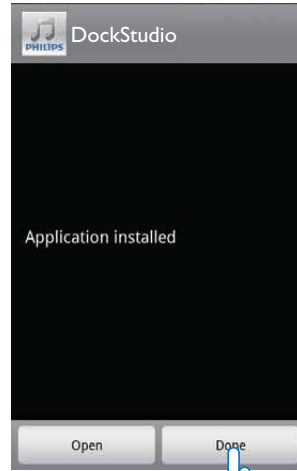 PHILIPS
DockStudio
Application installed
Open
Done